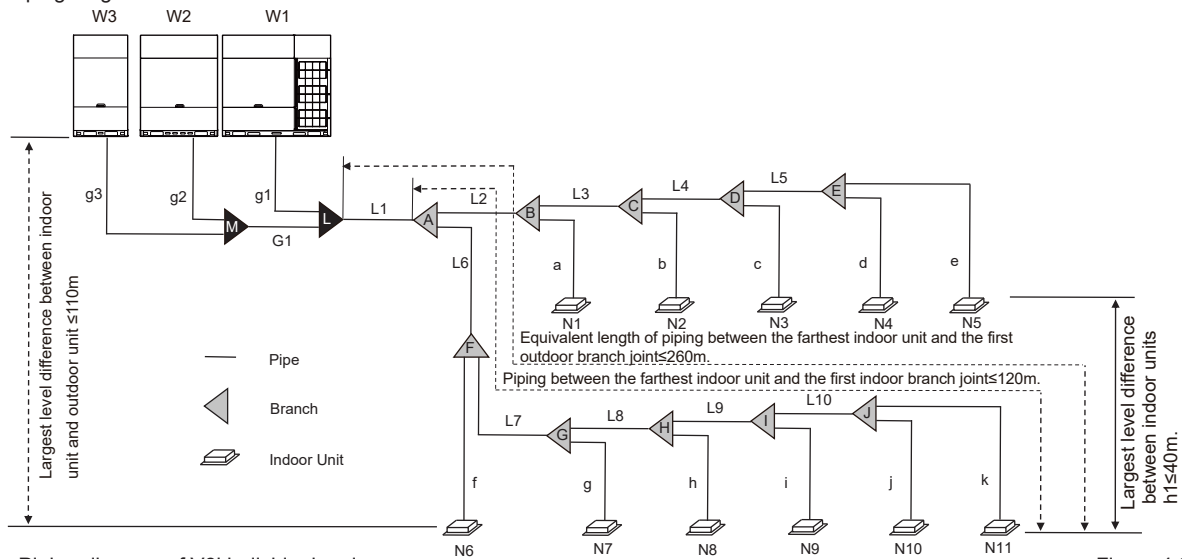 W3 W2 W1
g3 g2 g1
M L
G1
L1
A
L2
B
L3
C
L4
D
L5
E
L6
a b c d e
N1 N2 N3 N4 N5
Equivalent length of piping between the farthest indoor unit and the first
outdoor branch joint≤260m.
Piping between the farthest indoor unit and the first indoor branch joint≤120m.
Largest level difference between indoor
unit and outdoor unit ≤110m
Pipe
Branch
Indoor Unit
F
L7
G
L8
H
L9
I
L10
J
f g h i j k
N6 N7 N8 N9 N10 N11
Largest level difference
between indoor units
h1≤40m.